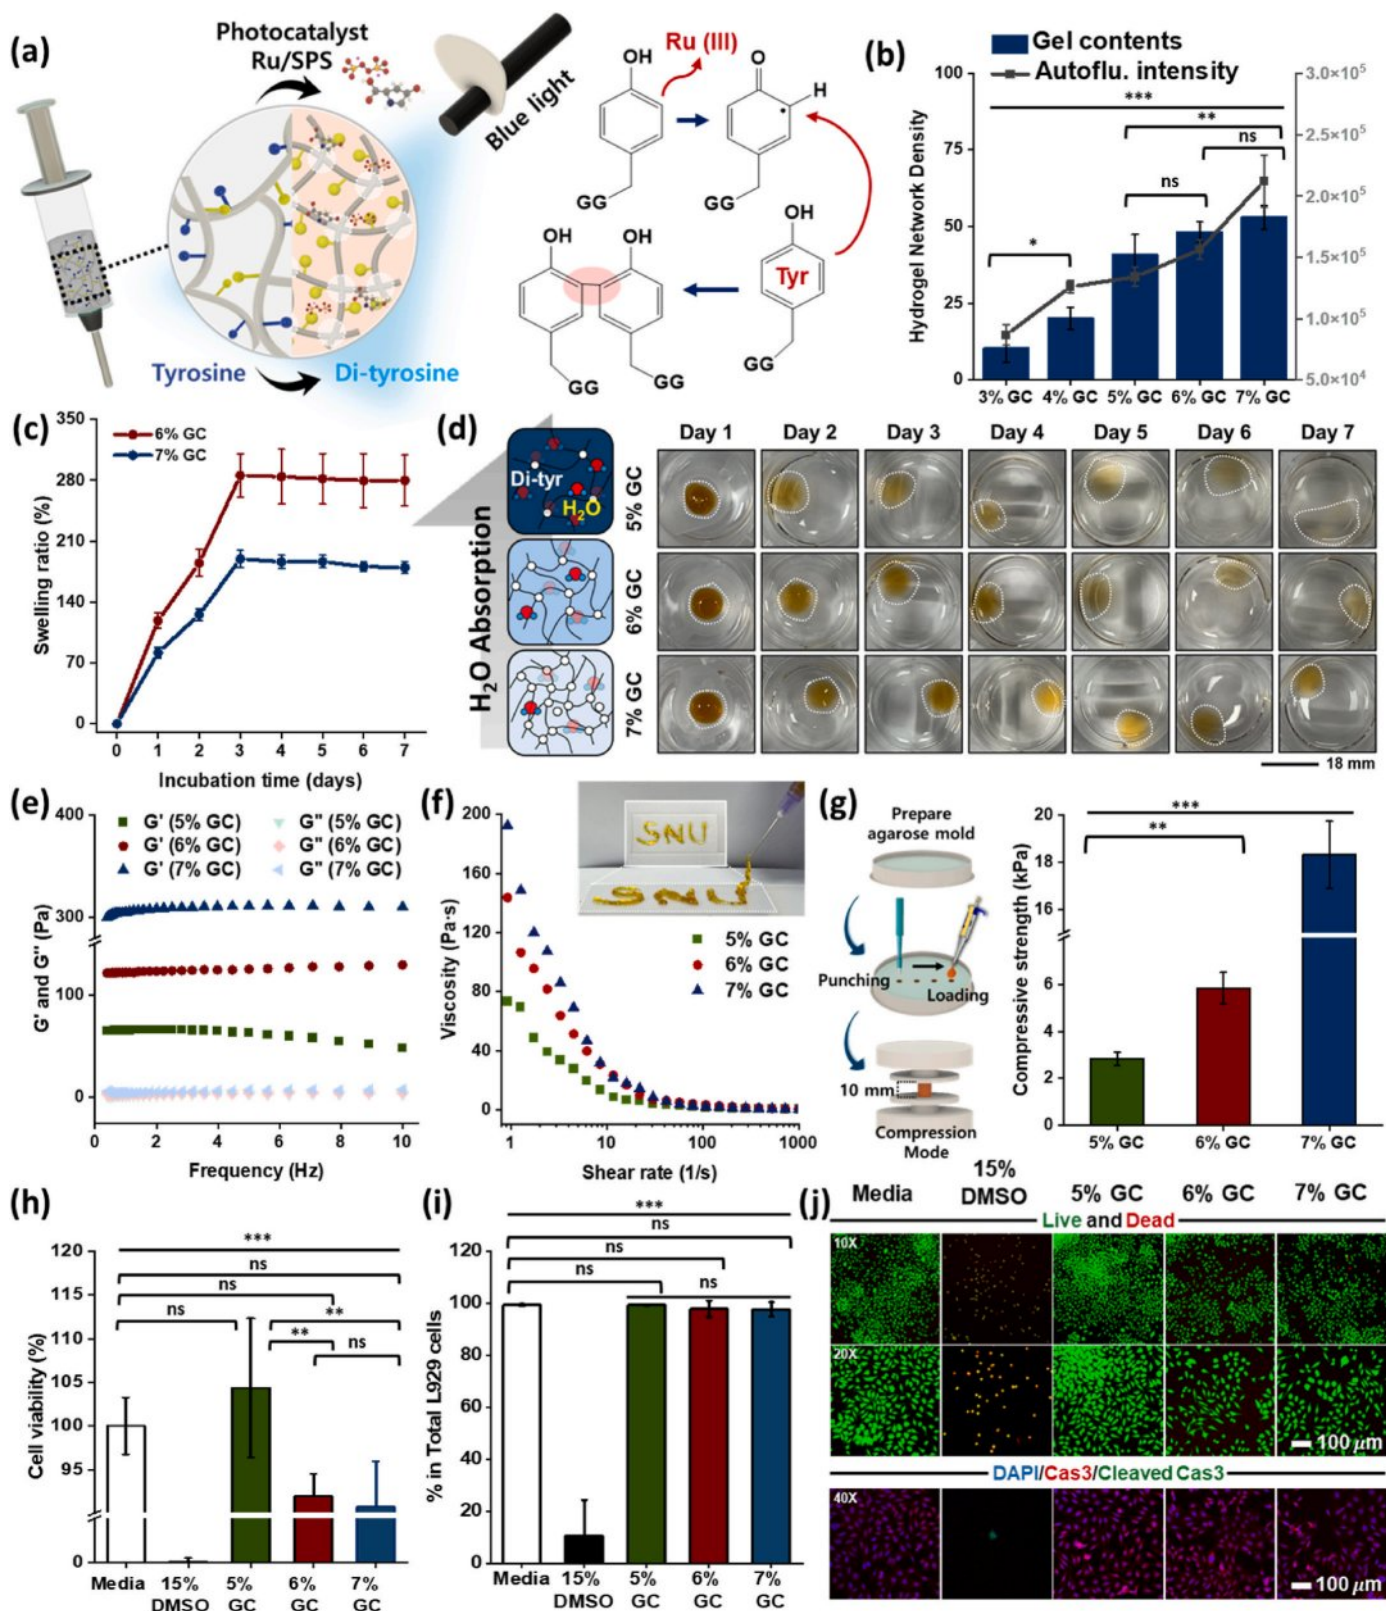 (a)
Photocatalyst
Ru/SPS
Blue light
Tyrosine
Di-tyrosine
OH
Ru (III)
O
H
GG
GG
OH
OH
OH
Tyr
GG
GG
GG
(b)
Gel contents
Autoflu. intensity
Hydrogel Network Density
100
75
50
25
0
3.0×10⁵
2.5×10⁵
2.0×10⁵
1.5×10⁵
1.0×10⁵
5.0×10⁴
***
**
ns
ns
*
3% GC 4% GC 5% GC 6% GC 7% GC
(c)
6% GC
7% GC
Swelling ratio (%)
350
280
210
140
70
0
0 1 2 3 4 5 6 7
Incubation time (days)
(d)
H₂O Absorption
Di-tyr
H₂O
Day 1 Day 2 Day 3 Day 4 Day 5 Day 6 Day 7
5% GC
6% GC
7% GC
18 mm
(e)
G' (5% GC) G" (5% GC)
G' (6% GC) G" (6% GC)
G' (7% GC) G" (7% GC)
G' and G" (Pa)
400
300
100
0
2 4 6 8 10
Frequency (Hz)
(f)
SNU
SNU
Viscosity (Pa·s)
200
160
120
80
40
0
5% GC
6% GC
7% GC
1 10 100 1000
Shear rate (1/s)
(g)
Prepare
agarose mold
Punching
Loading
10 mm
Compression
Mode
Compressive strength (kPa)
20
18
6
4
2
0
***
**
5% GC 6% GC 7% GC
(h)
Cell viability (%)
120
115
110
105
100
95
0
***
ns
ns
ns
**
**
ns
Media 15% DMSO 5% GC 6% GC 7% GC
(i)
% in Total L929 cells
120
100
80
60
40
20
0
***
ns
ns
ns
ns
Media 15% DMSO 5% GC 6% GC 7% GC
(j)
Media 15% DMSO 5% GC 6% GC 7% GC
Live and Dead
10X
20X
100 μm
DAPI/Cas3/Cleaved Cas3
40X
100 μm